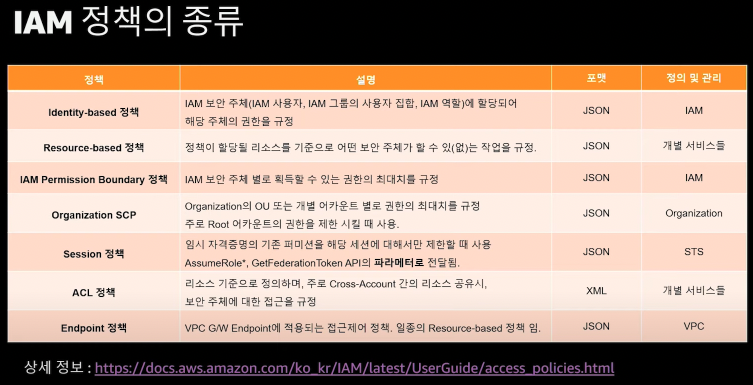 IAM 정책의 종류
정책 설명 포맷 정의 및 관리
Identity-based 정책 IAM 보안 주체(IAM 사용자, IAM 그룹의 사용자 집합, IAM 역할)에 할당되어 JSON IAM
해당 주체의 권한을 규정
Resource-based 정책 정책이 할당될 리소스를 기준으로 어떤 보안 주체가 할 수 있(없)는 작업을 규정. JSON 개별 서비스들
IAM Permission Boundary 정책 IAM 보안 주체 별로 획득할 수 있는 권한의 최대치를 규정 JSON IAM
Organization SCP Organization의 OU 또는 개별 어카운트 별로 권한의 최대치를 규정 JSON Organization
주로 Root 어카운트의 권한을 제한 시킬 때 사용.
Session 정책 임시 자격증명의 기존 퍼미션을 해당 세션에 대해서만 제한할 때 사용 JSON STS
AssumeRole*, GetFederationToken API의 파라미터로 전달됨.
ACL 정책 리소스 기준으로 정의하며, 주로 Cross-Account 간의 리소스 공유시, XML 개별 서비스들
보안 주체에 대한 접근을 규정
Endpoint 정책 VPC G/W Endpoint에 적용되는 접근제어 정책. 일종의 Resource-based 정책 임. JSON VPC
상세 정보 : https://docs.aws.amazon.com/ko_kr/IAM/latest/UserGuide/access_policies.html